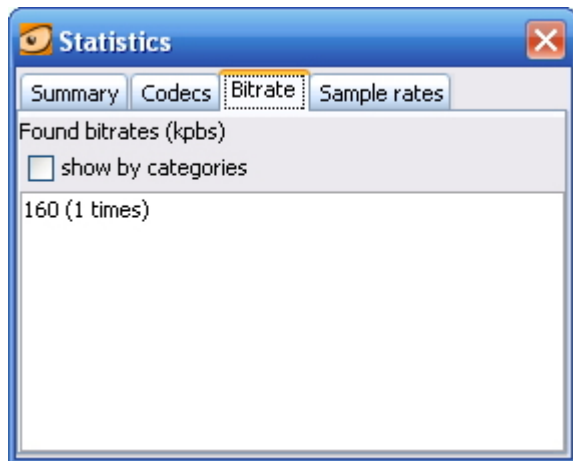 Statistics
Summary Codecs Bitrate Sample rates
Found bitrates (kpbs)
show by categories
160 (1 times)